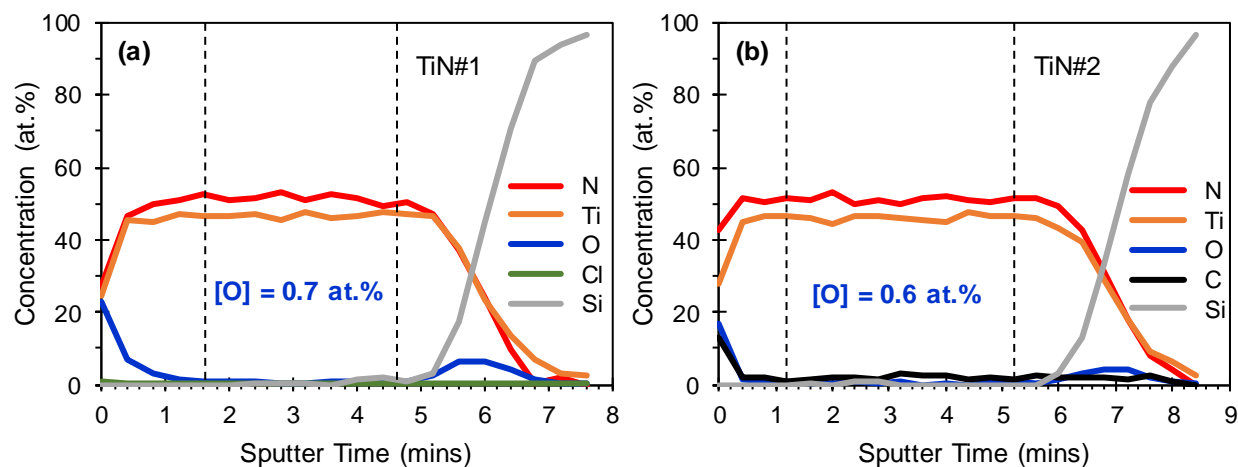 (a)
TiN#1
Concentration (at.%)
100
80
60
40
20
0
N
Ti
O
Cl
Si
[O] = 0.7 at.%
0 1 2 3 4 5 6 7 8
Sputter Time (mins)
(b)
TiN#2
Concentration (at.%)
100
80
60
40
20
0
N
Ti
O
C
Si
[O] = 0.6 at.%
0 1 2 3 4 5 6 7 8 9
Sputter Time (mins)